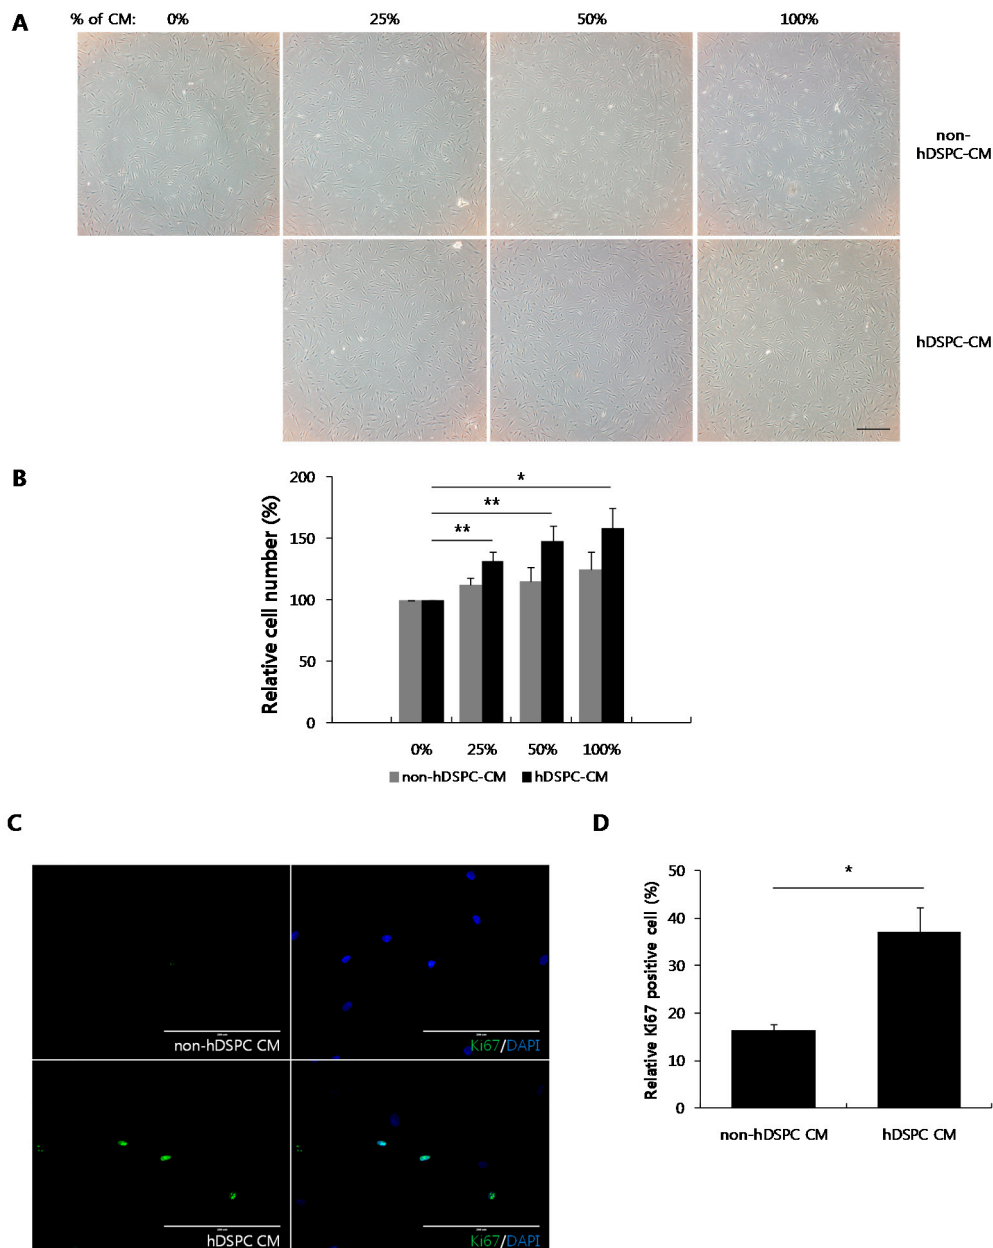 A
% of CM: 0% 25% 50% 100%
non-
hDSPC-CM
hDSPC-CM
B
Relative cell number (%)
200
150
100
50
0
*
**
**
0% 25% 50% 100%
non-hDSPC-CM hDSPC-CM
C
non-hDSPC CM
Ki67/DAPI
hDSPC CM
Ki67/DAPI
D
Relative Ki67 positive cell (%)
50
40
30
20
10
0
*
non-hDSPC CM hDSPC CM